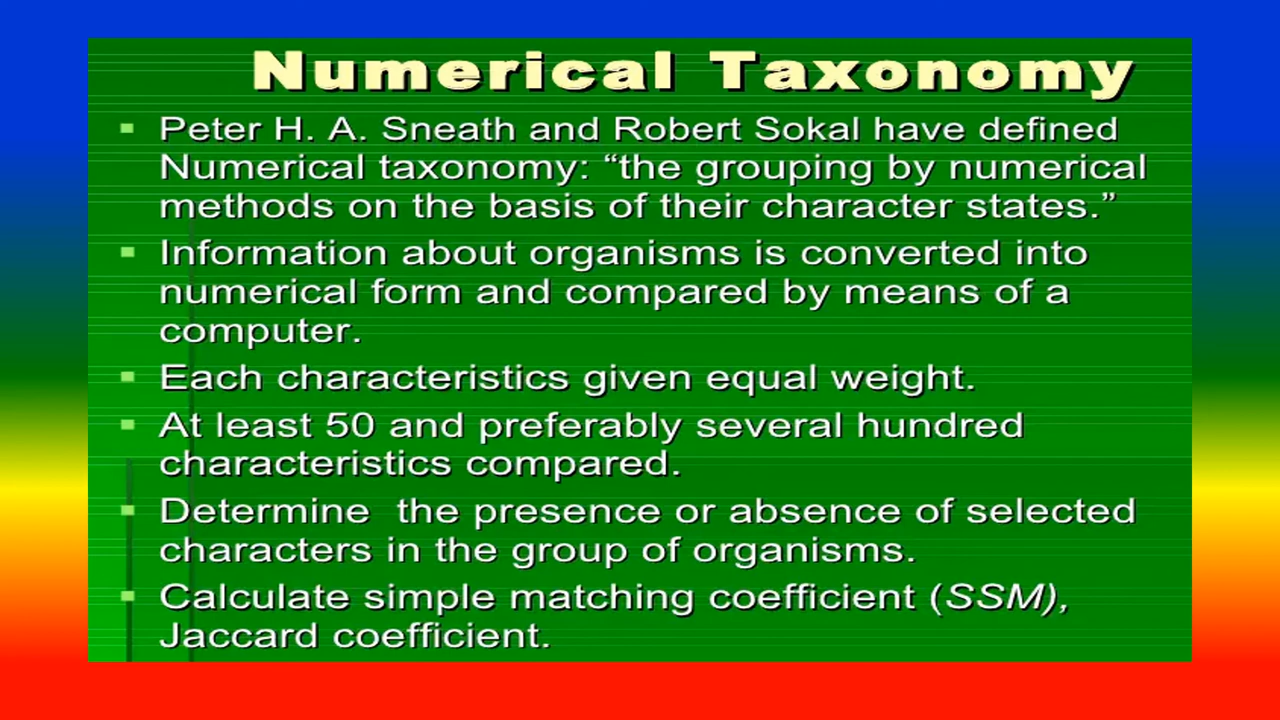 Numerical Taxonomy
▪ Peter H. A. Sneath and Robert Sokal have defined
Numerical taxonomy: “the grouping by numerical
methods on the basis of their character states.”
▪ Information about organisms is converted into
numerical form and compared by means of a
computer.
▪ Each characteristics given equal weight.
▪ At least 50 and preferably several hundred
characteristics compared.
▪ Determine  the presence or absence of selected
characters in the group of organisms.
▪ Calculate simple matching coefficient (SSM),
Jaccard coefficient.